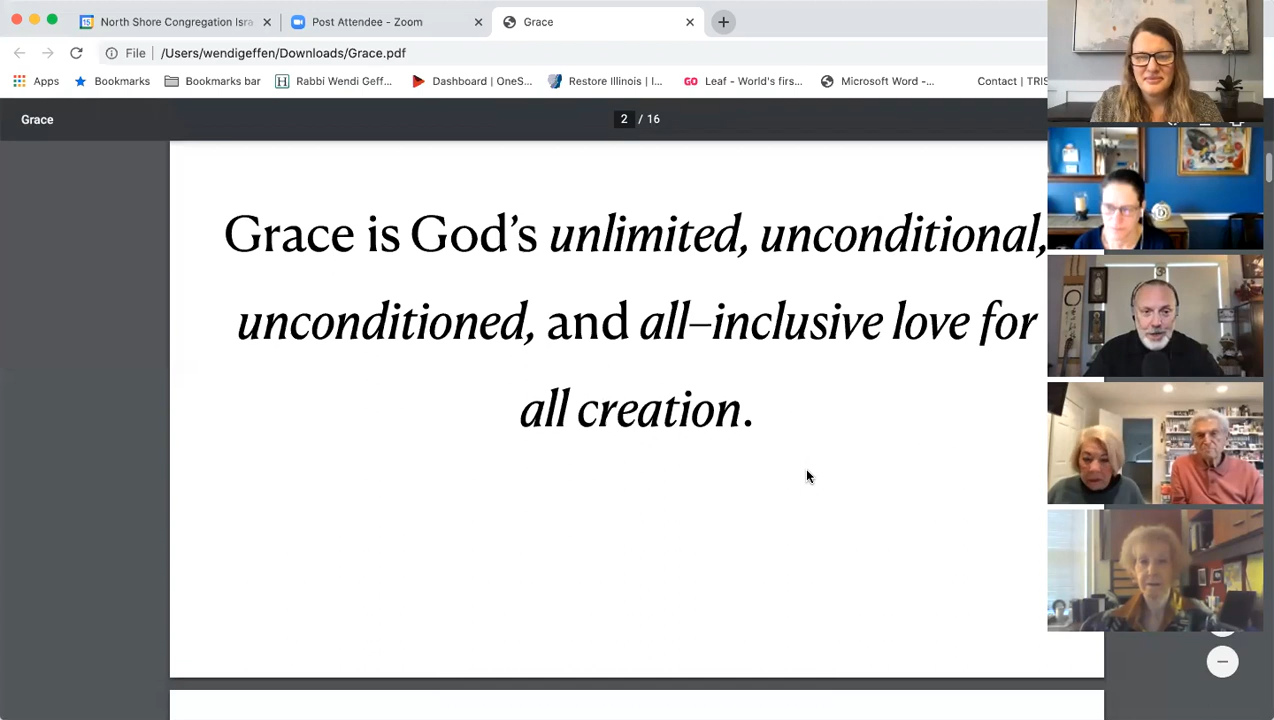 North Shore Congregation Isra
Post Attendee - Zoom
Grace
File
/Users/wendigeffen/Downloads/Grace.pdf
Apps
Bookmarks
Bookmarks bar
Rabbi Wendi Geff...
Dashboard | OneS...
Restore Illinois | I...
GO
Leaf - World's firs...
Microsoft Word -...
Contact | TRIS
Grace
2 / 16
Grace is God’s unlimited, unconditional,
unconditioned, and all–inclusive love for
all creation.